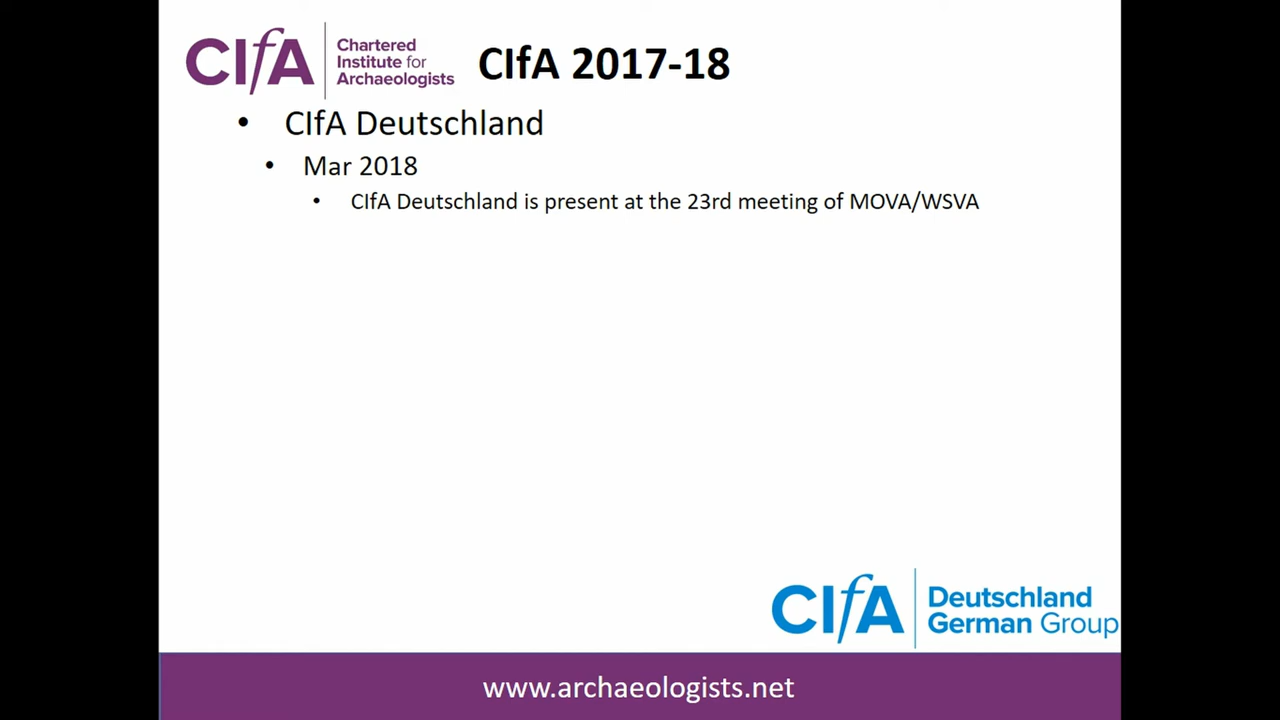 CIfA
Chartered
Institute for
Archaeologists
CIfA 2017-18
• CIfA Deutschland
• Mar 2018
• CIfA Deutschland is present at the 23rd meeting of MOVA/WSVA
CIfA
Deutschland
German Group
www.archaeologists.net